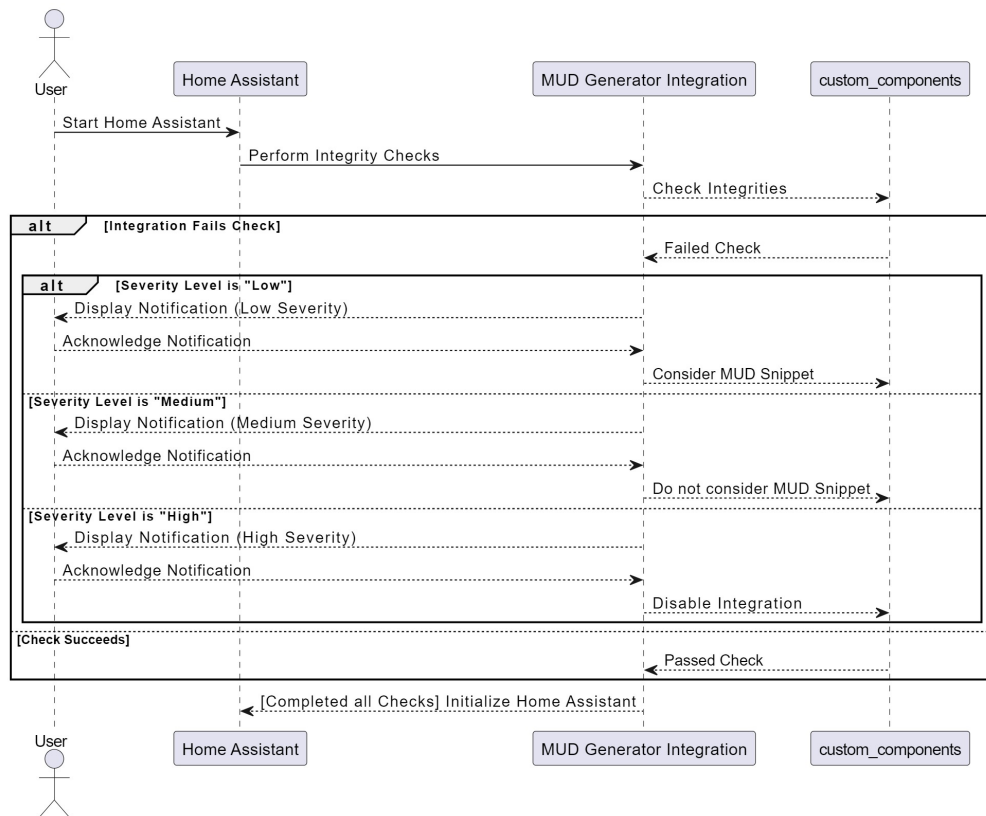 User
Home Assistant
MUD Generator Integration
custom_components
Start Home Assistant
Perform Integrity Checks
Check Integrities
alt [Integration Fails Check]
Failed Check
alt [Severity Level is "Low"]
Display Notification (Low Severity)
Acknowledge Notification
Consider MUD Snippet
[Severity Level is "Medium"]
Display Notification (Medium Severity)
Acknowledge Notification
Do not consider MUD Snippet
[Severity Level is "High"]
Display Notification (High Severity)
Acknowledge Notification
Disable Integration
[Check Succeeds]
Passed Check
[Completed all Checks] Initialize Home Assistant
User
Home Assistant
MUD Generator Integration
custom_components